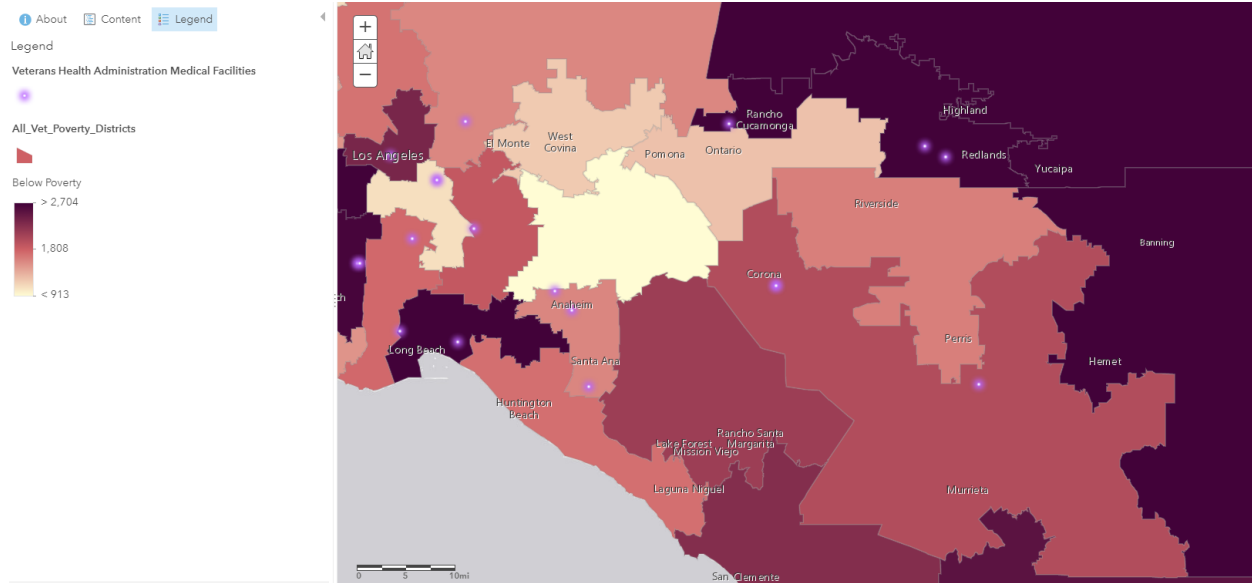 About
Content
Legend
Legend
Veterans Health Administration Medical Facilities
All_Vet_Poverty_Districts
Below Poverty
> 2,704
1,808
< 913
+
−
Rancho
Cucamonga
Highland
El Monte
West
Covina
Los Angeles
Pomona
Ontario
Redlands
Yucaipa
Riverside
Banning
Corona
ch
Anaheim
Perris
Long Beach
Santa Ana
Hemet
Huntington
Beach
Rancho Santa
Margarita
Lake Forest
Mission Viejo
Laguna Niguel
Murrieta
San Clemente
0 5 10mi